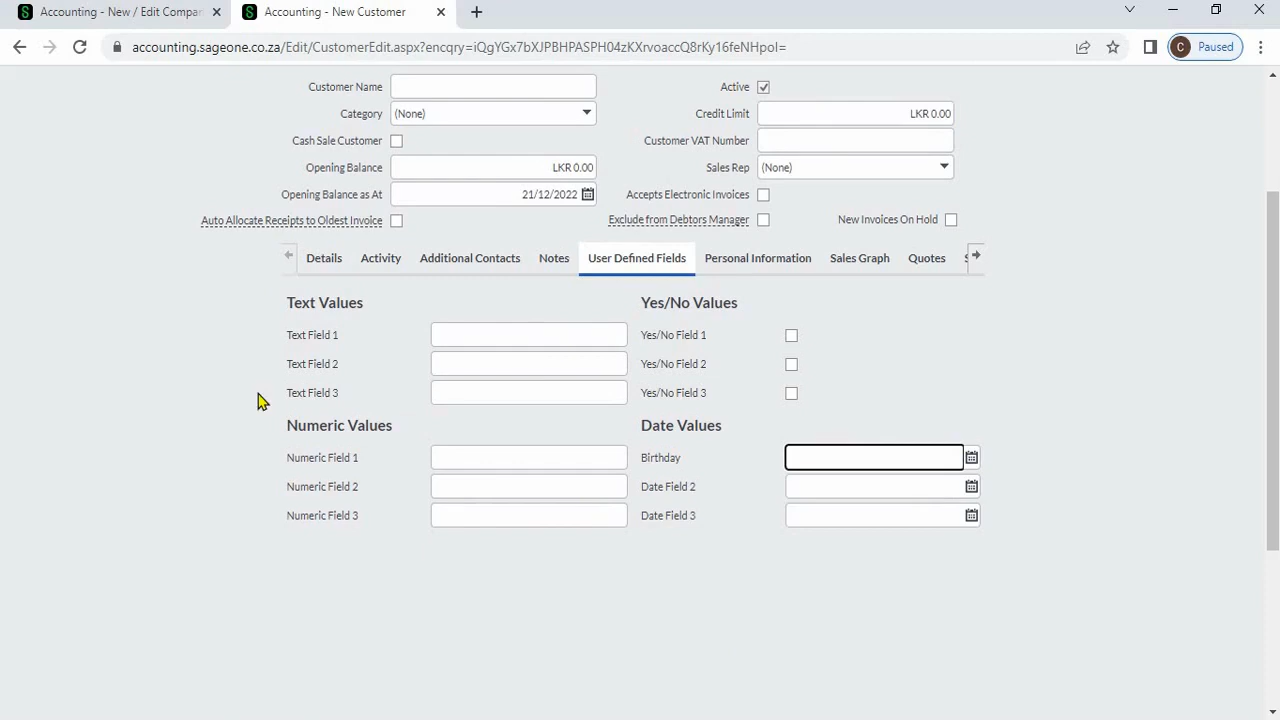 Accounting - New / Edit Compan
Accounting - New Customer
accounting.sageone.co.za/Edit/CustomerEdit.aspx?encqry=iQgYGx7bXJPBHPASPH04zKXrvoaccQ8rKy16feNHpoI=
C Paused
Customer Name
Active
Category (None)
Credit Limit LKR 0.00
Cash Sale Customer
Customer VAT Number
Opening Balance LKR 0.00
Sales Rep (None)
Opening Balance as At 21/12/2022
Accepts Electronic Invoices
Auto Allocate Receipts to Oldest Invoice
Exclude from Debtors Manager
New Invoices On Hold
Details Activity Additional Contacts Notes User Defined Fields Personal Information Sales Graph Quotes
Text Values
Yes/No Values
Text Field 1
Yes/No Field 1
Text Field 2
Yes/No Field 2
Text Field 3
Yes/No Field 3
Numeric Values
Date Values
Numeric Field 1
Birthday
Numeric Field 2
Date Field 2
Numeric Field 3
Date Field 3